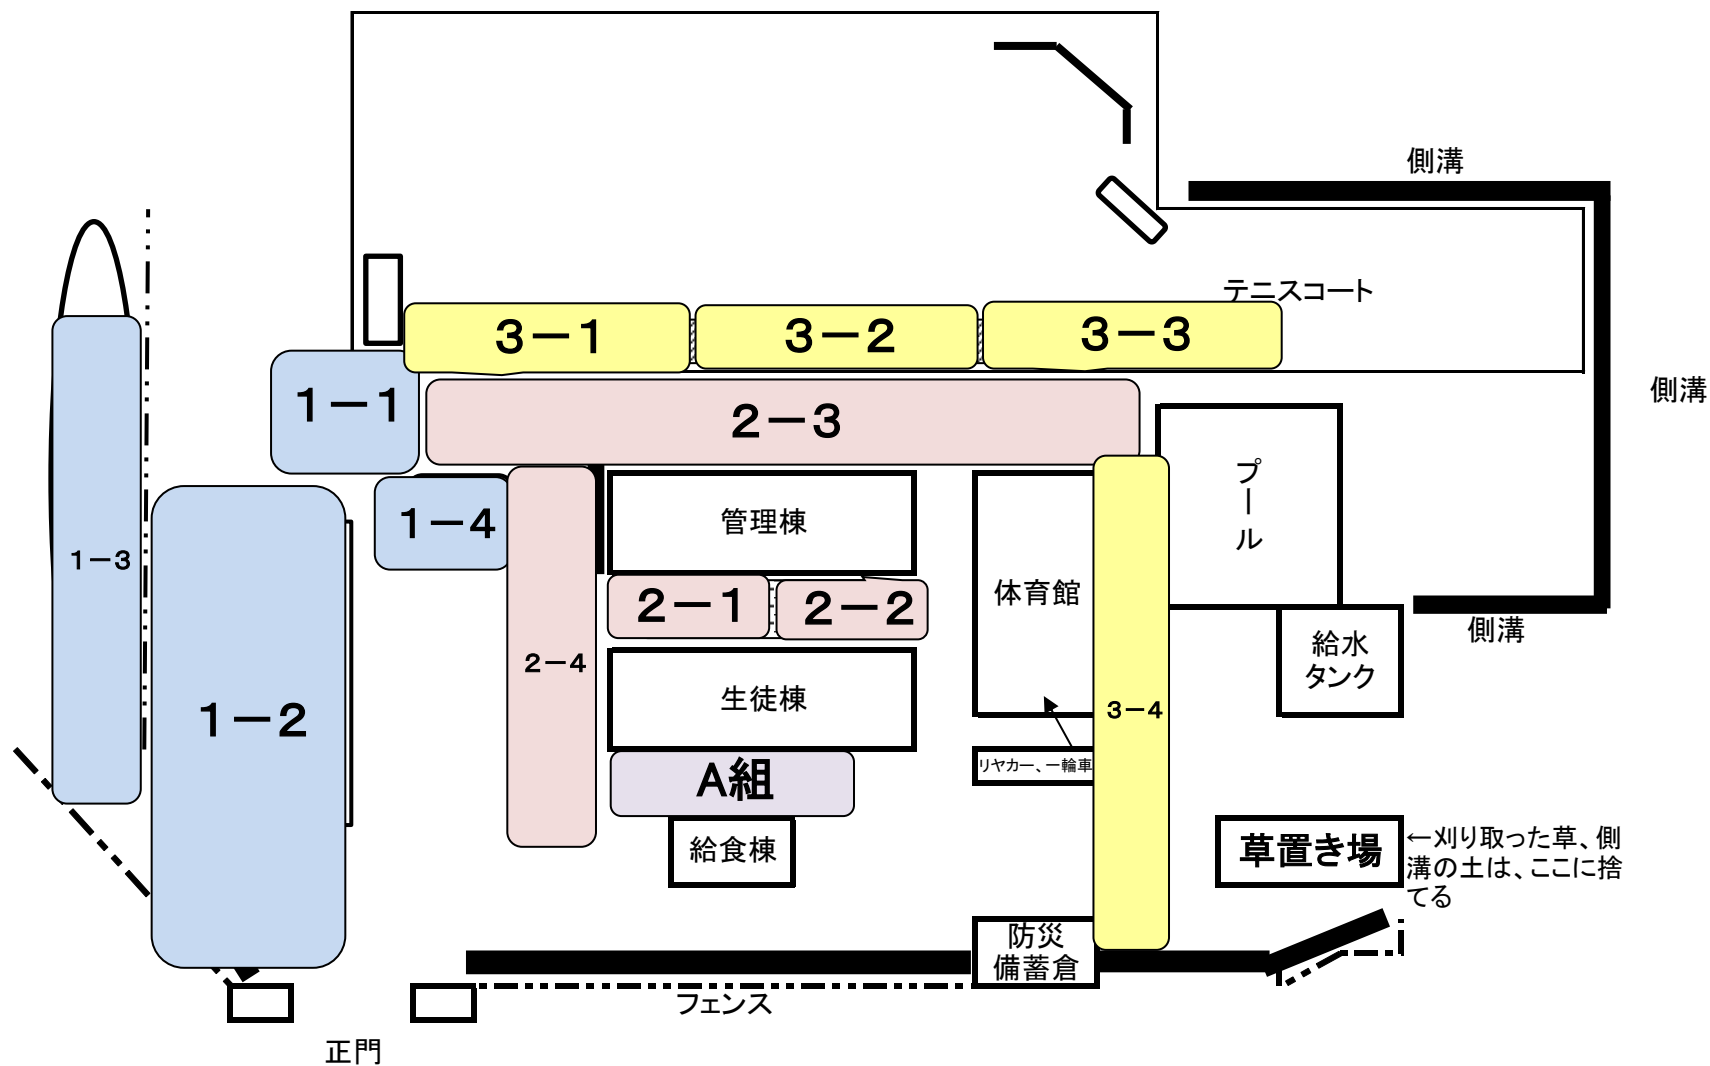 側溝
テニスコート
３－１
３－２
３－３
１－１
２－３
側溝
プール
１－４
管理棟
１－３
体育館
２－１
２－２
側溝
給水
タンク
２－４
生徒棟
１－２
３－４
リヤカー、一輪車
A組
給食棟
草置き場
←刈り取った草、側
溝の土は、ここに捨
てる
防災
備蓄倉
フェンス
正門